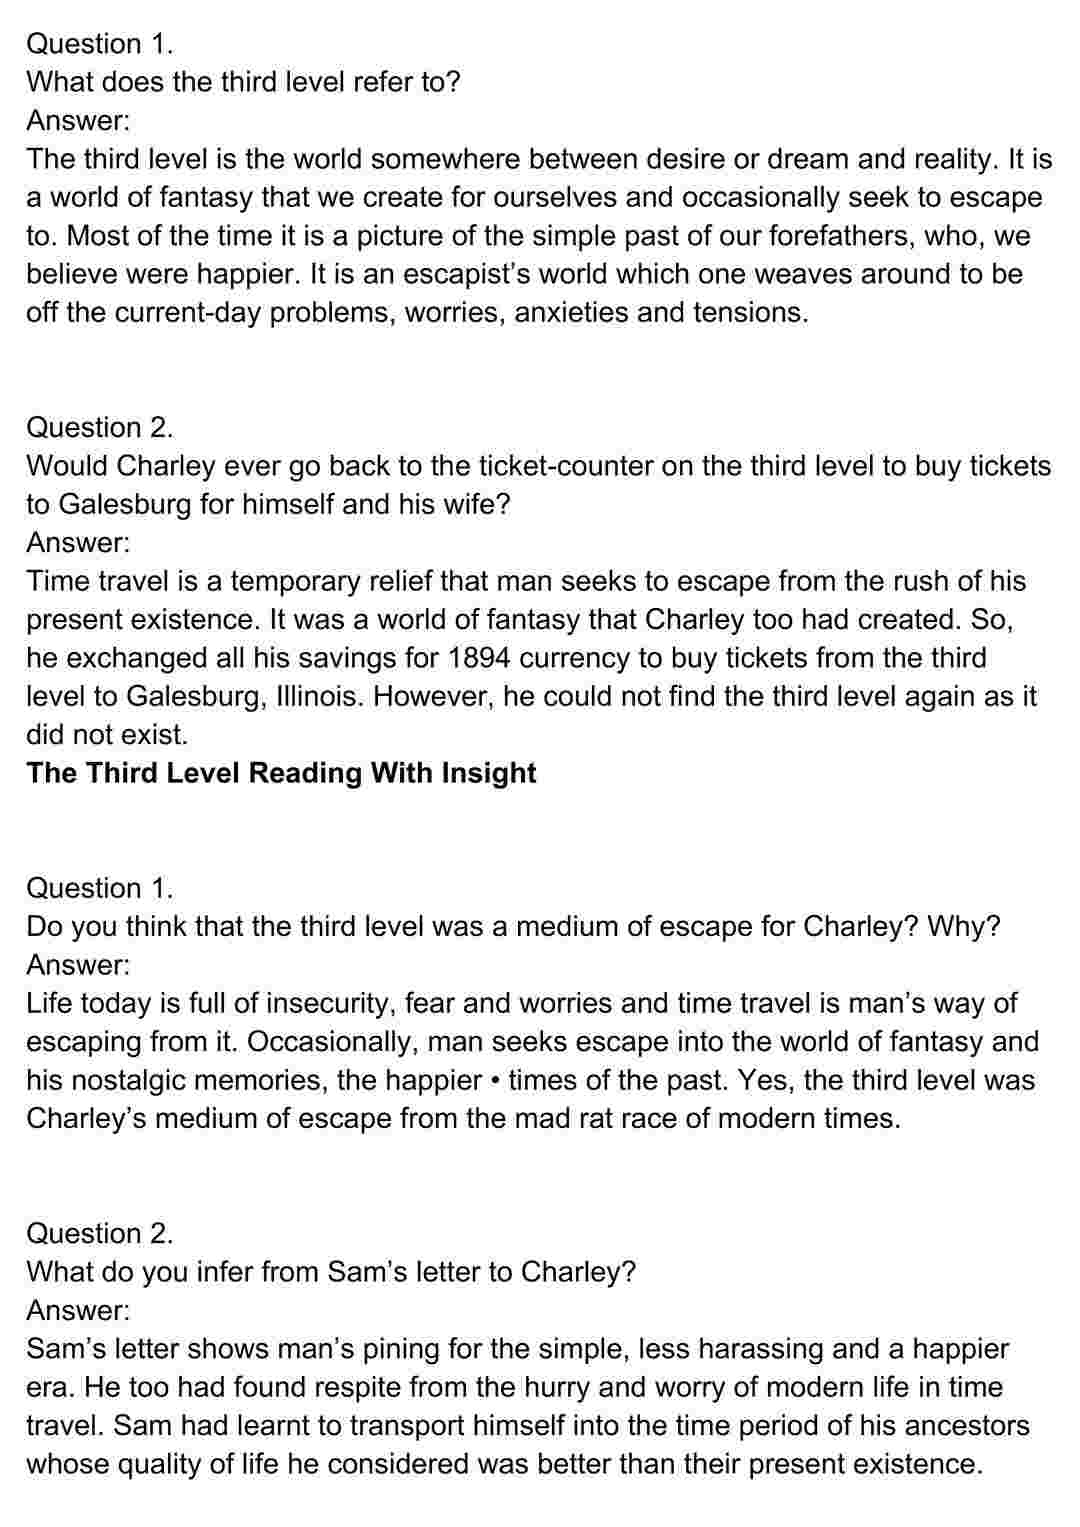 Question 1.
What does the third level refer to?
Answer:
The third level is the world somewhere between desire or dream and reality. It is
a world of fantasy that we create for ourselves and occasionally seek to escape
to. Most of the time it is a picture of the simple past of our forefathers, who, we
believe were happier. It is an escapist’s world which one weaves around to be
off the current-day problems, worries, anxieties and tensions.
Question 2.
Would Charley ever go back to the ticket-counter on the third level to buy tickets
to Galesburg for himself and his wife?
Answer:
Time travel is a temporary relief that man seeks to escape from the rush of his
present existence. It was a world of fantasy that Charley too had created. So,
he exchanged all his savings for 1894 currency to buy tickets from the third
level to Galesburg, Illinois. However, he could not find the third level again as it
did not exist.
The Third Level Reading With Insight
Question 1.
Do you think that the third level was a medium of escape for Charley? Why?
Answer:
Life today is full of insecurity, fear and worries and time travel is man’s way of
escaping from it. Occasionally, man seeks escape into the world of fantasy and
his nostalgic memories, the happier • times of the past. Yes, the third level was
Charley’s medium of escape from the mad rat race of modern times.
Question 2.
What do you infer from Sam’s letter to Charley?
Answer:
Sam’s letter shows man’s pining for the simple, less harassing and a happier
era. He too had found respite from the hurry and worry of modern life in time
travel. Sam had learnt to transport himself into the time period of his ancestors
whose quality of life he considered was better than their present existence.